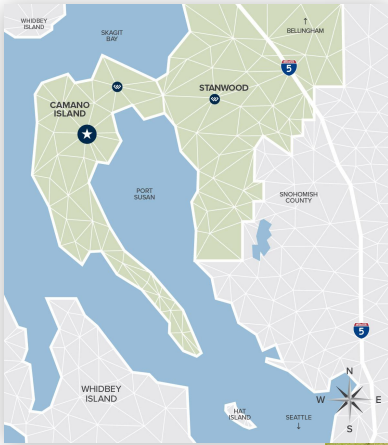 WHIDBEY
ISLAND
SKAGIT
BAY
↑
BELLINGHAM
5
STANWOOD
CAMANO
ISLAND
PORT
SUSAN
SNOHOMISH
COUNTY
5
WHIDBEY
ISLAND
HAT
ISLAND
SEATTLE
↓
N
W
E
S